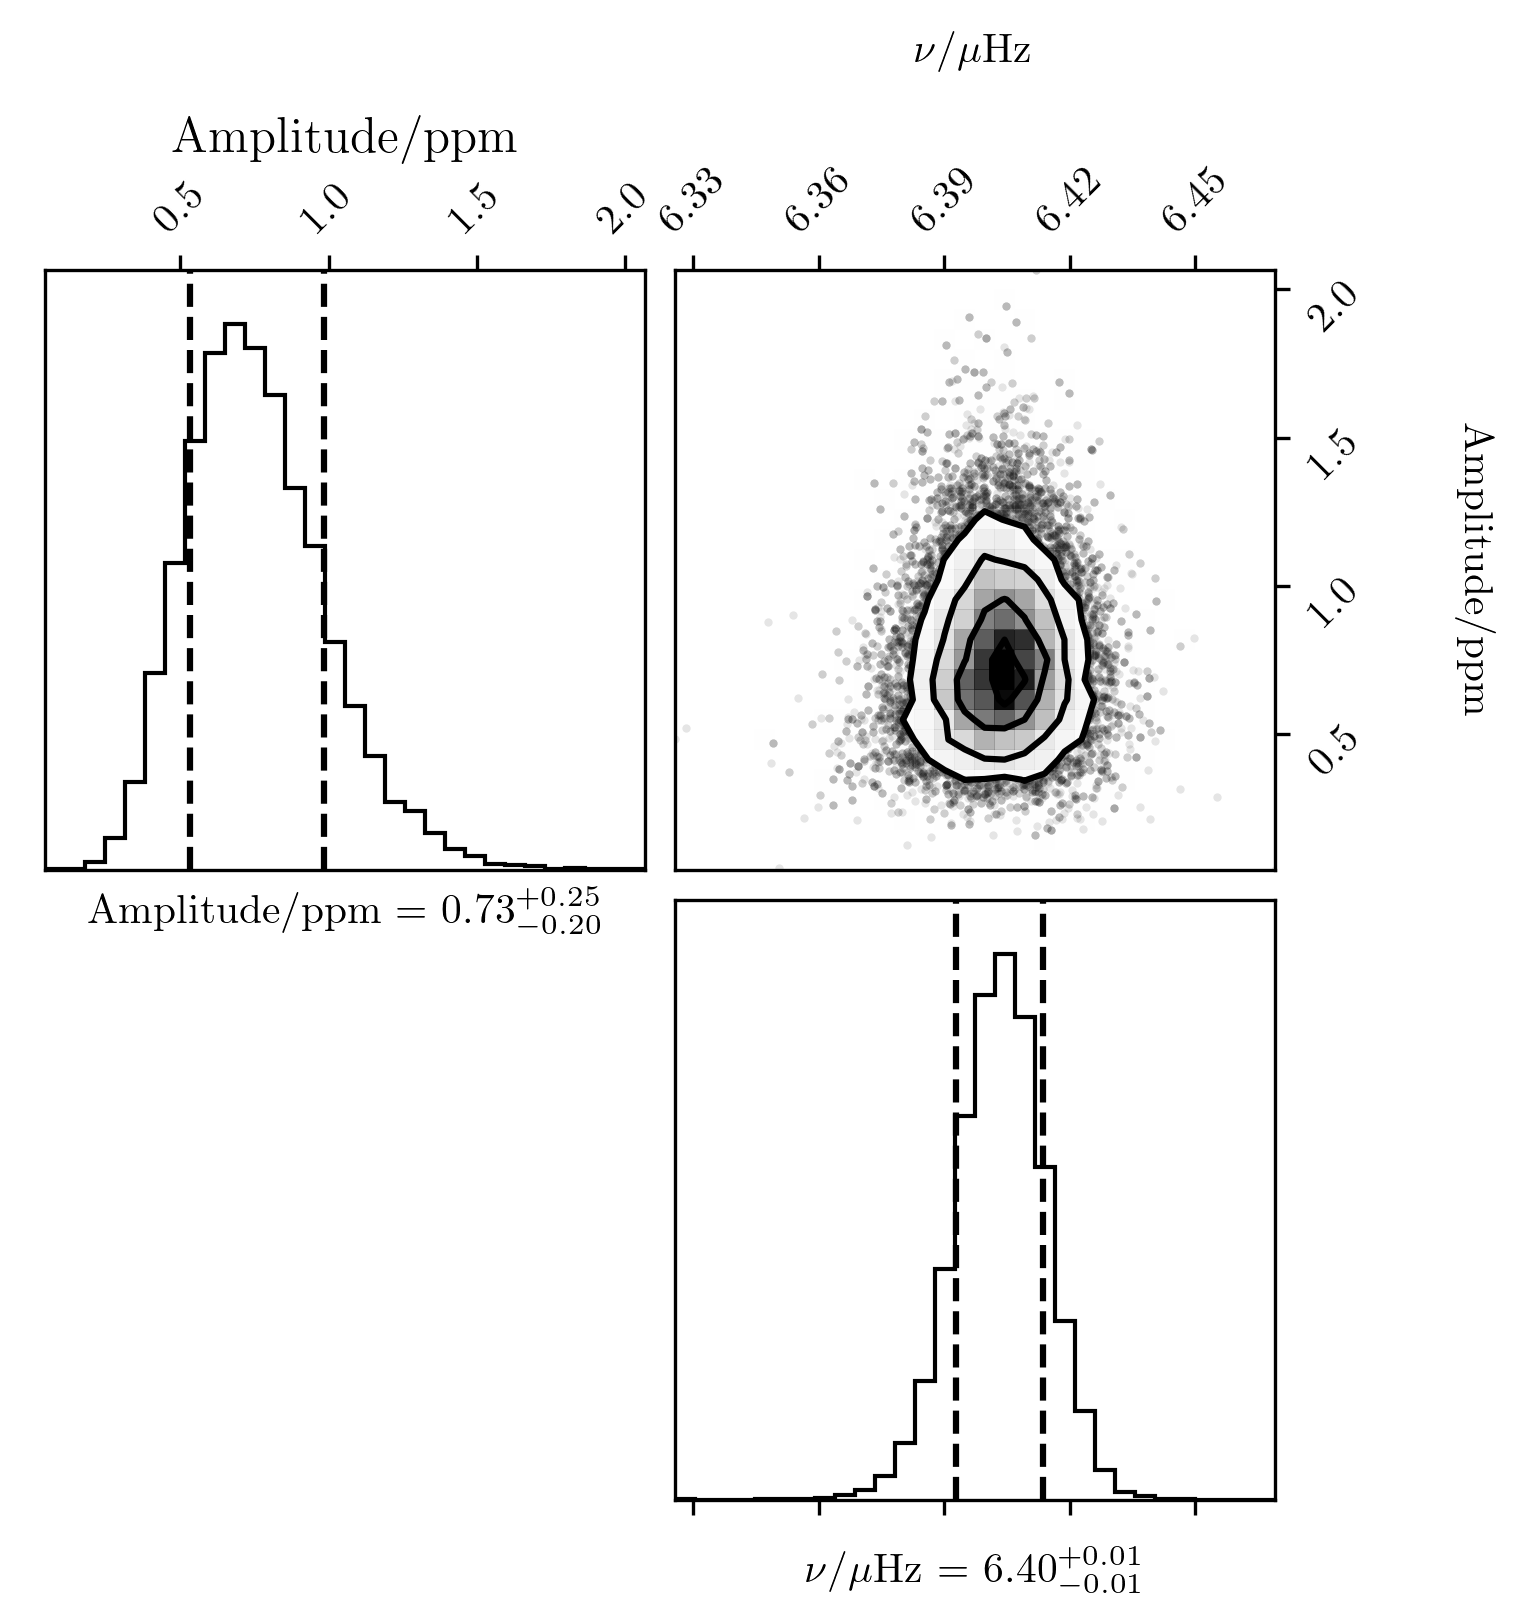 ν/μHz
Amplitude/ppm
0.5 1.0 1.5 2.0 6.33 6.36 6.39 6.42 6.45
2.0
1.5
1.0
0.5
Amplitude/ppm
Amplitude/ppm = 0.73+0.25−0.20
ν/μHz = 6.40+0.01−0.01